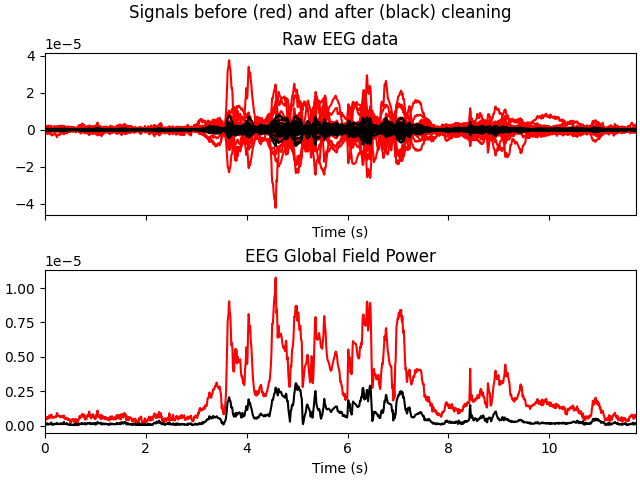 Signals before (red) and after (black) cleaning
Raw EEG data
1e−5
4
2
0
−2
−4
Time (s)
EEG Global Field Power
1e−5
1.00
0.75
0.50
0.25
0.00
0 2 4 6 8 10
Time (s)